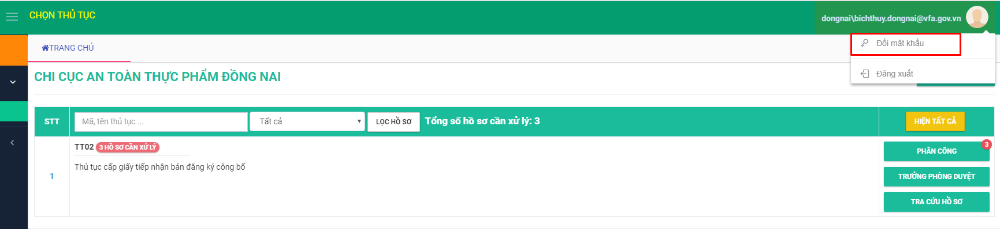 CHỌN THỦ TỤC
dongnai\bichthuy.dongnai@vfa.gov.vn
TRANG CHỦ
Đổi mật khẩu
Đăng xuất
CHI CỤC AN TOÀN THỰC PHẨM ĐỒNG NAI
STT
Mã, tên thủ tục ...
Tất cả
LỌC HỒ SƠ
Tổng số hồ sơ cần xử lý: 3
HIỆN TẤT CẢ
1
TT02 3 HỒ SƠ CẦN XỬ LÝ
Thủ tục cấp giấy tiếp nhận bản đăng ký công bố
PHÂN CÔNG 3
TRƯỞNG PHÒNG DUYỆT
TRA CỨU HỒ SƠ